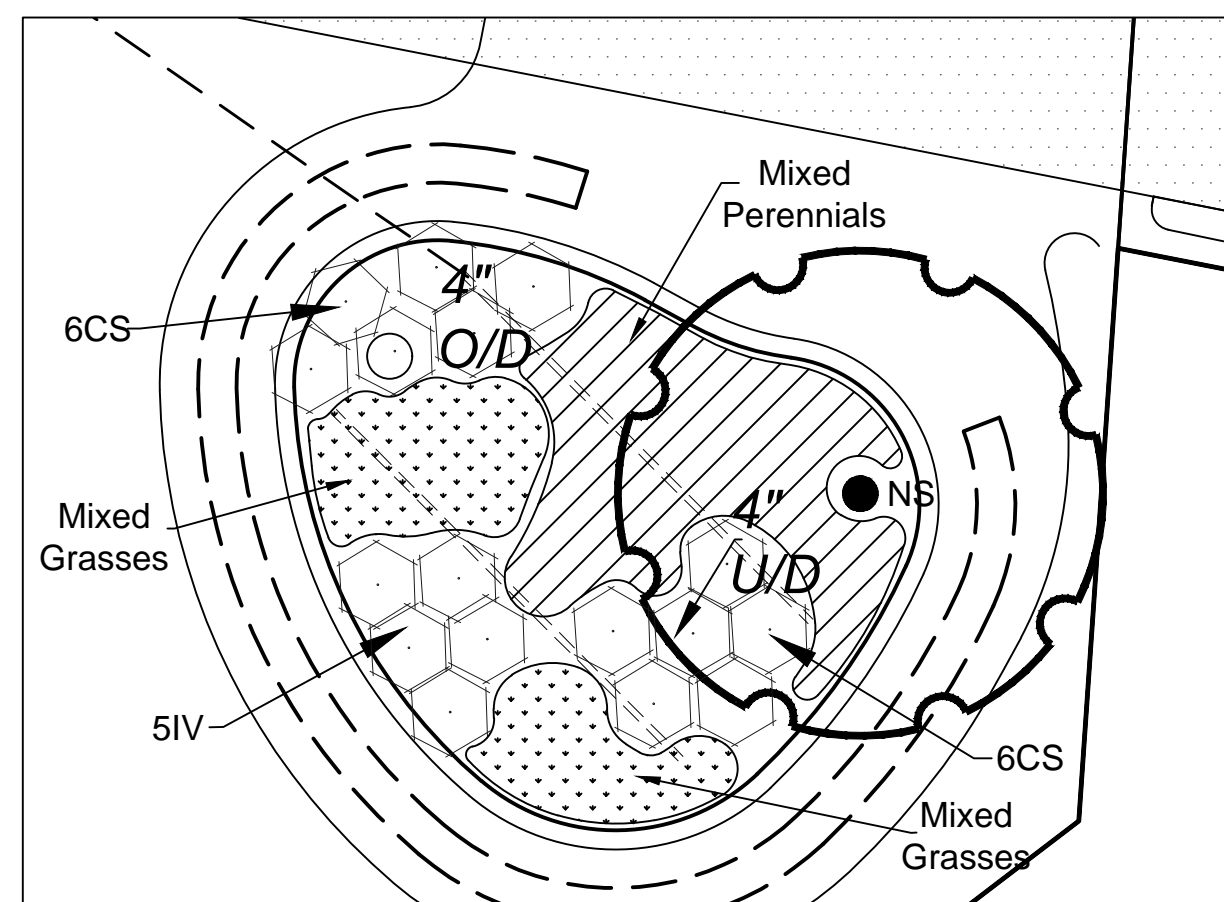 Mixed
Perennials
4"
O/D
6CS
Mixed
Grasses
4"
U/D
NS
5IV
6CS
Mixed
Grasses